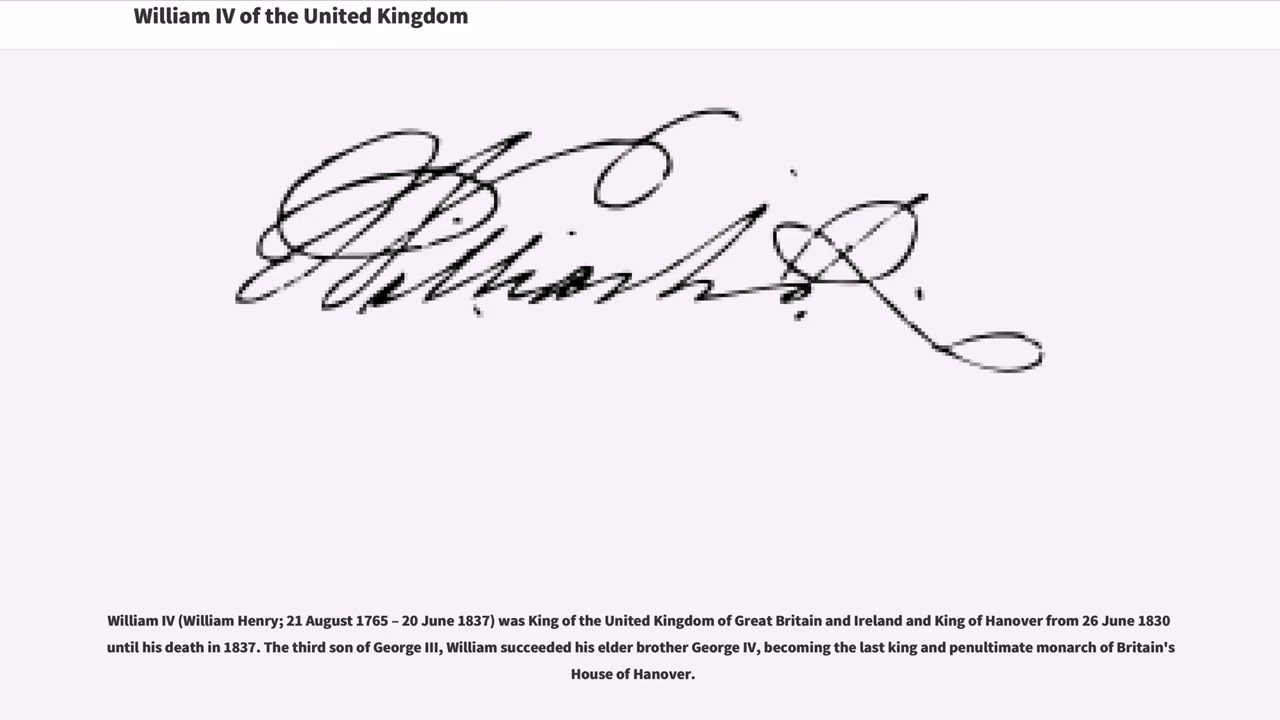 William IV of the United Kingdom
William R.
William IV (William Henry; 21 August 1765 – 20 June 1837) was King of the United Kingdom of Great Britain and Ireland and King of Hanover from 26 June 1830
until his death in 1837. The third son of George III, William succeeded his elder brother George IV, becoming the last king and penultimate monarch of Britain's
House of Hanover.